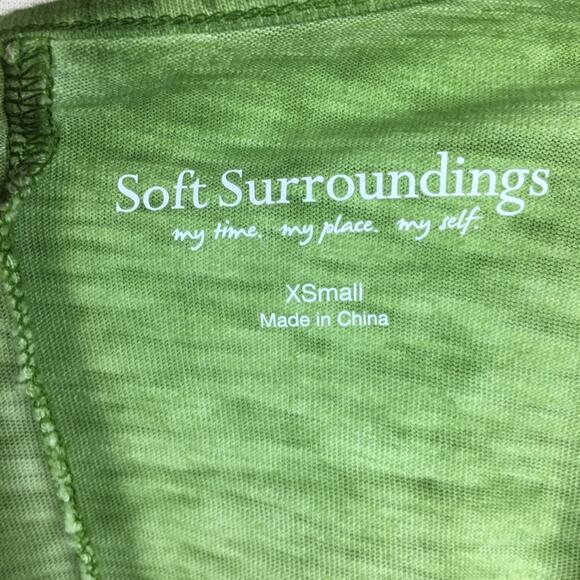 Soft Surroundings
my time. my place. my self.
XSmall
Made in China